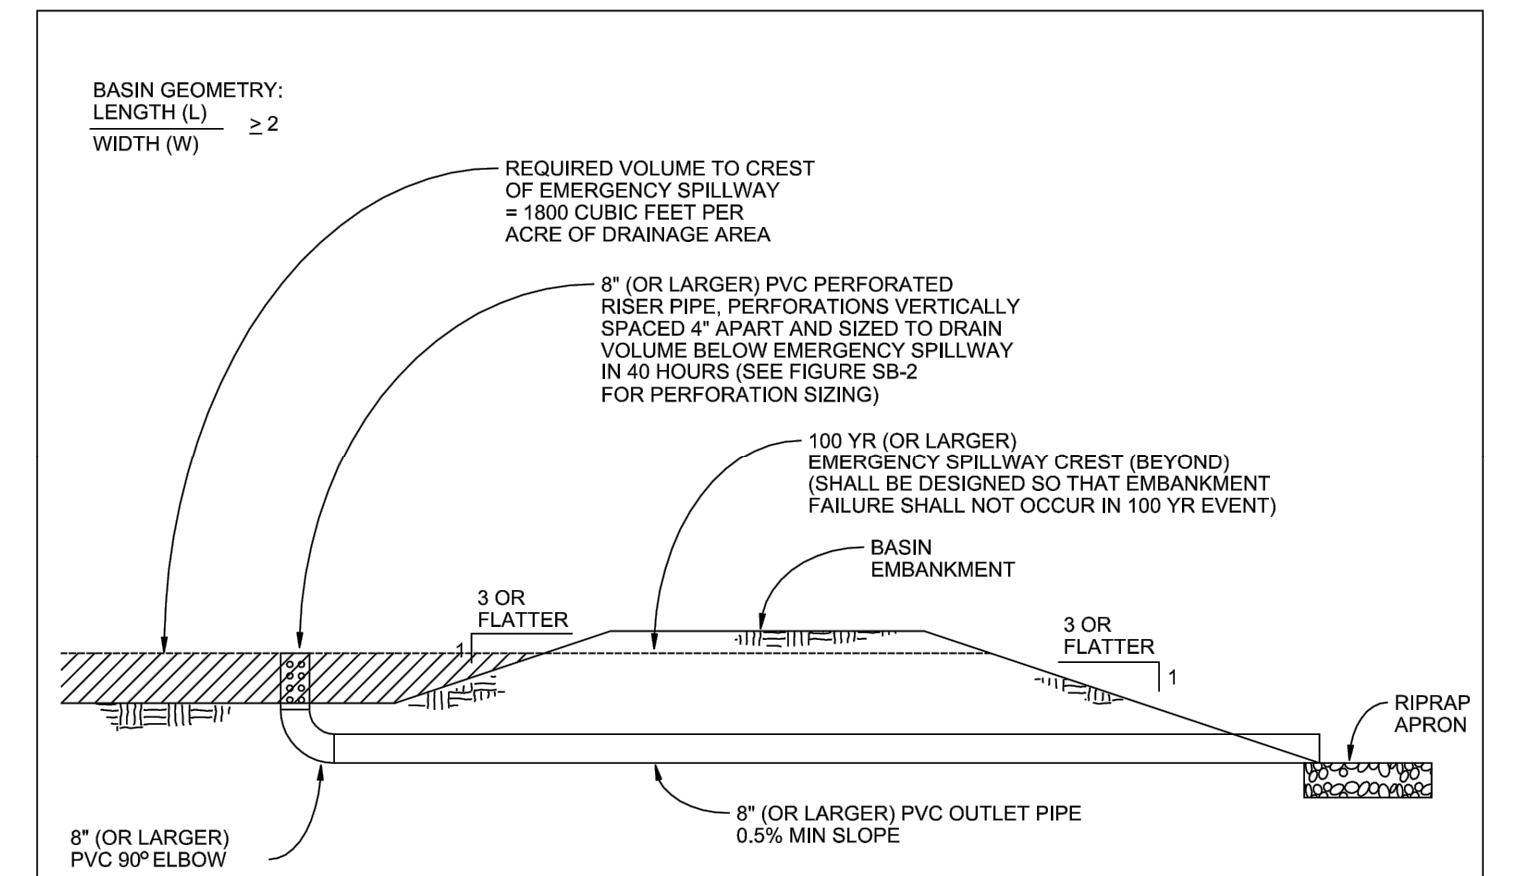 BASIN GEOMETRY:
LENGTH (L)
WIDTH (W)
≥ 2
REQUIRED VOLUME TO CREST
OF EMERGENCY SPILLWAY
= 1800 CUBIC FEET PER
ACRE OF DRAINAGE AREA
8" (OR LARGER) PVC PERFORATED
RISER PIPE, PERFORATIONS VERTICALLY
SPACED 4" APART AND SIZED TO DRAIN
VOLUME BELOW EMERGENCY SPILLWAY
IN 40 HOURS (SEE FIGURE SB-2
FOR PERFORATION SIZING)
100 YR (OR LARGER)
EMERGENCY SPILLWAY CREST (BEYOND)
(SHALL BE DESIGNED SO THAT EMBANKMENT
FAILURE SHALL NOT OCCUR IN 100 YR EVENT)
BASIN
EMBANKMENT
3 OR
FLATTER
1
3 OR
FLATTER
1
RIPRAP
APRON
8" (OR LARGER) PVC OUTLET PIPE
0.5% MIN SLOPE
8" (OR LARGER)
PVC 90º ELBOW